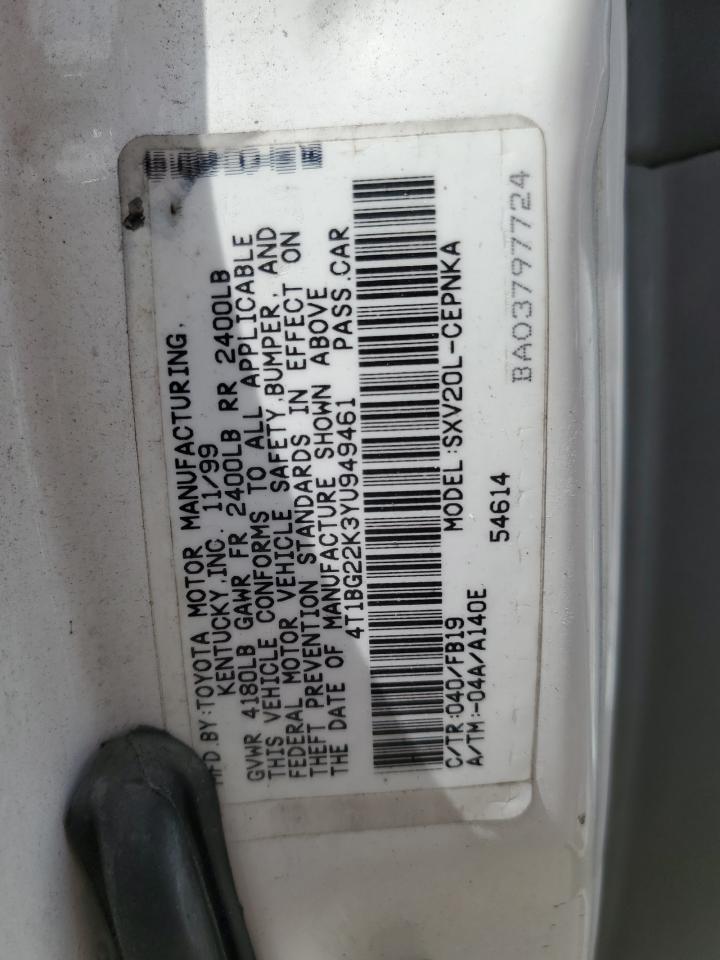 MFD.BY:TOYOTA MOTOR MANUFACTURING,
KENTUCKY,INC. 11/99
GVWR 4180LB GAWR FR 2400LB RR 2400LB
THIS VEHICLE CONFORMS TO ALL APPLICABLE
FEDERAL MOTOR VEHICLE SAFETY,BUMPER, AND
THEFT PREVENTION STANDARDS IN EFFECT ON
THE DATE OF MANUFACTURE SHOWN ABOVE
4T1BG22K3YU949461 PASS.CAR
C/TR:040/FB19 MODEL:SXV20L-CEPNKA
A/TM:-04A/A140E 54614
BA03797724